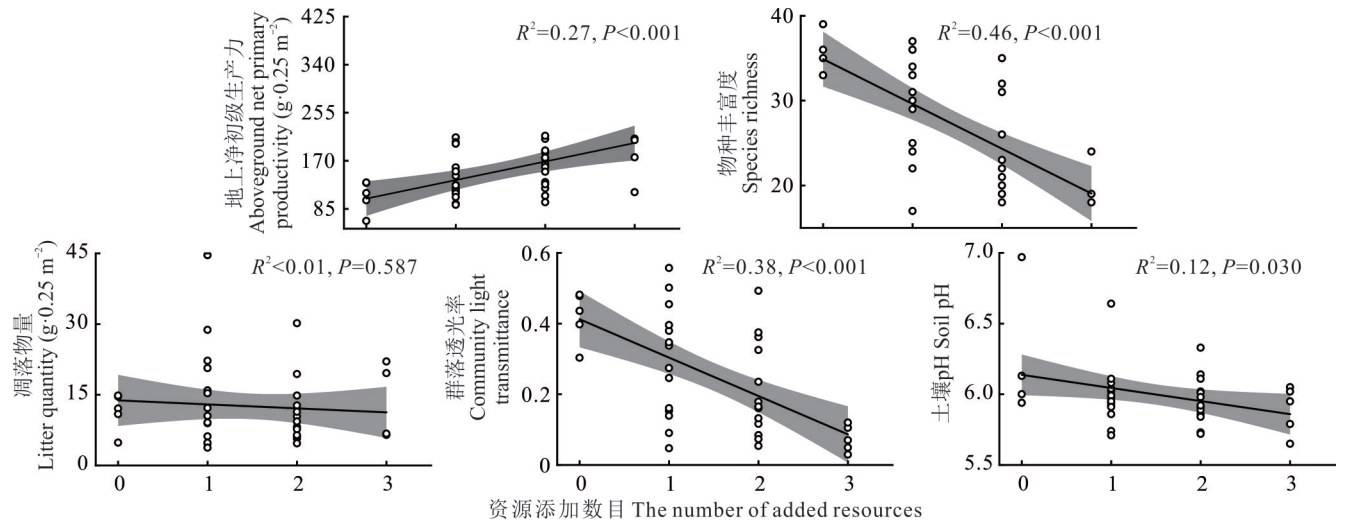 地上净初级生产力
Aboveground net primary
productivity (g·0.25 m⁻²)
425
340
255
170
85
R²=0.27, P<0.001
物种丰富度
Species richness
40
30
20
R²=0.46, P<0.001
凋落物量
Litter quantity (g·0.25 m⁻²)
45
30
15
0
R²<0.01, P=0.587
0 1 2 3
群落透光率
Community light
transmittance
0.6
0.4
0.2
0
R²=0.38, P<0.001
0 1 2 3
土壤pH Soil pH
7.0
6.5
6.0
5.5
R²=0.12, P=0.030
0 1 2 3
资源添加数目 The number of added resources